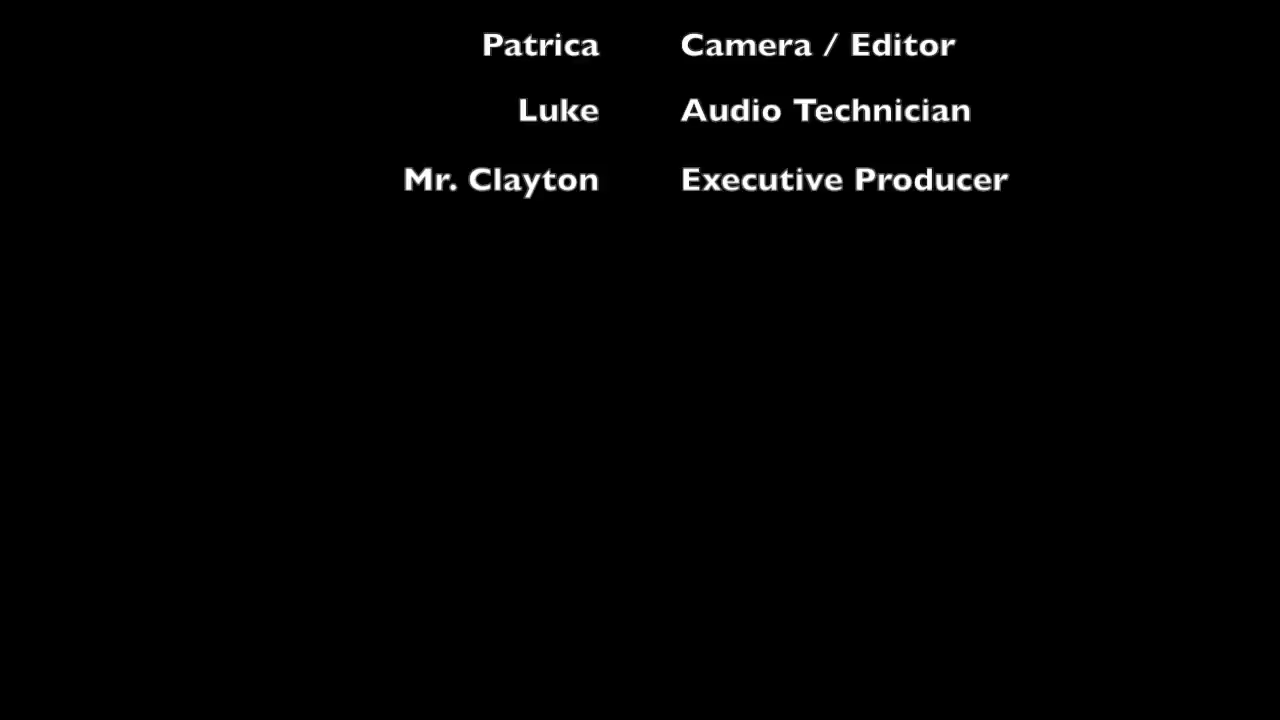 Patrica Camera / Editor
Luke Audio Technician
Mr. Clayton Executive Producer